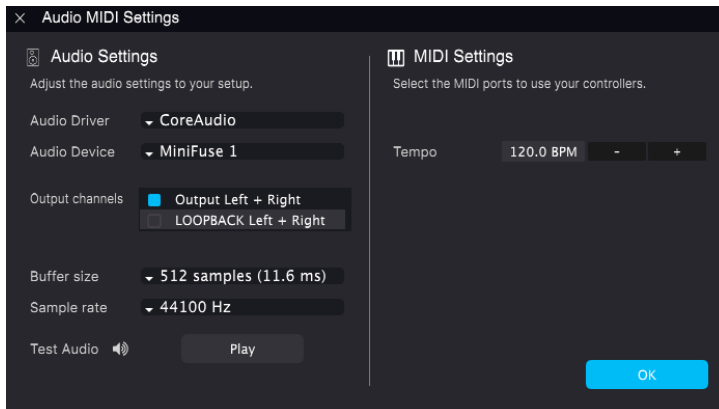 Audio MIDI Settings
Audio Settings
Adjust the audio settings to your setup.
Audio Driver CoreAudio
Audio Device MiniFuse 1
Output channels Output Left + Right
LOOPBACK Left + Right
Buffer size 512 samples (11.6 ms)
Sample rate 44100 Hz
Test Audio Play
MIDI Settings
Select the MIDI ports to use your controllers.
Tempo 120.0 BPM - +
OK